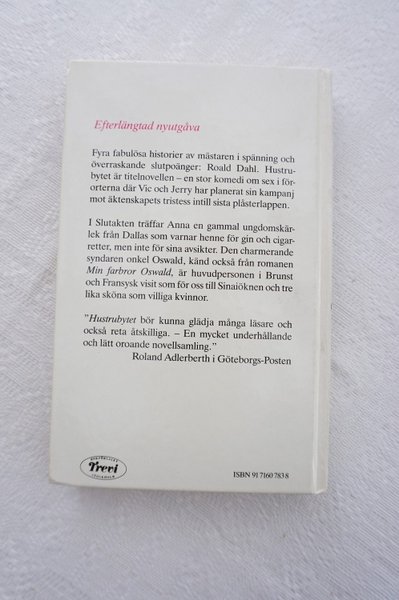 Efterlängtad nyutgåva
Fyra fabulösa historier av mästaren i spänning och
överraskande slutpoänger: Roald Dahl. Hustru-
bytet är titelnovellen – en stor komedi om sex i för-
orterna där Vic och Jerry har planerat sin kampanj
mot äktenskapets tristess intill sista plåsterlappen.
I Slutakten träffar Anna en gammal ungdomskär-
lek från Dallas som varnar henne för gin och cigar-
retter, men inte för sina avsikter. Den charmerande
syndaren onkel Oswald, känd också från romanen
Min farbror Oswald, är huvudpersonen i Brunst
och Fransysk visit som för oss till Sinaiöknen och tre
lika sköna som villiga kvinnor.
"Hustrubytet bör kunna glädja många läsare och
också reta åtskilliga. – En mycket underhållande
och lätt oroande novellsamling."
Roland Adlerberth i Göteborgs-Posten
BOKFÖRLAGET
Trevi
STOCKHOLM
ISBN 91 7160 783 8